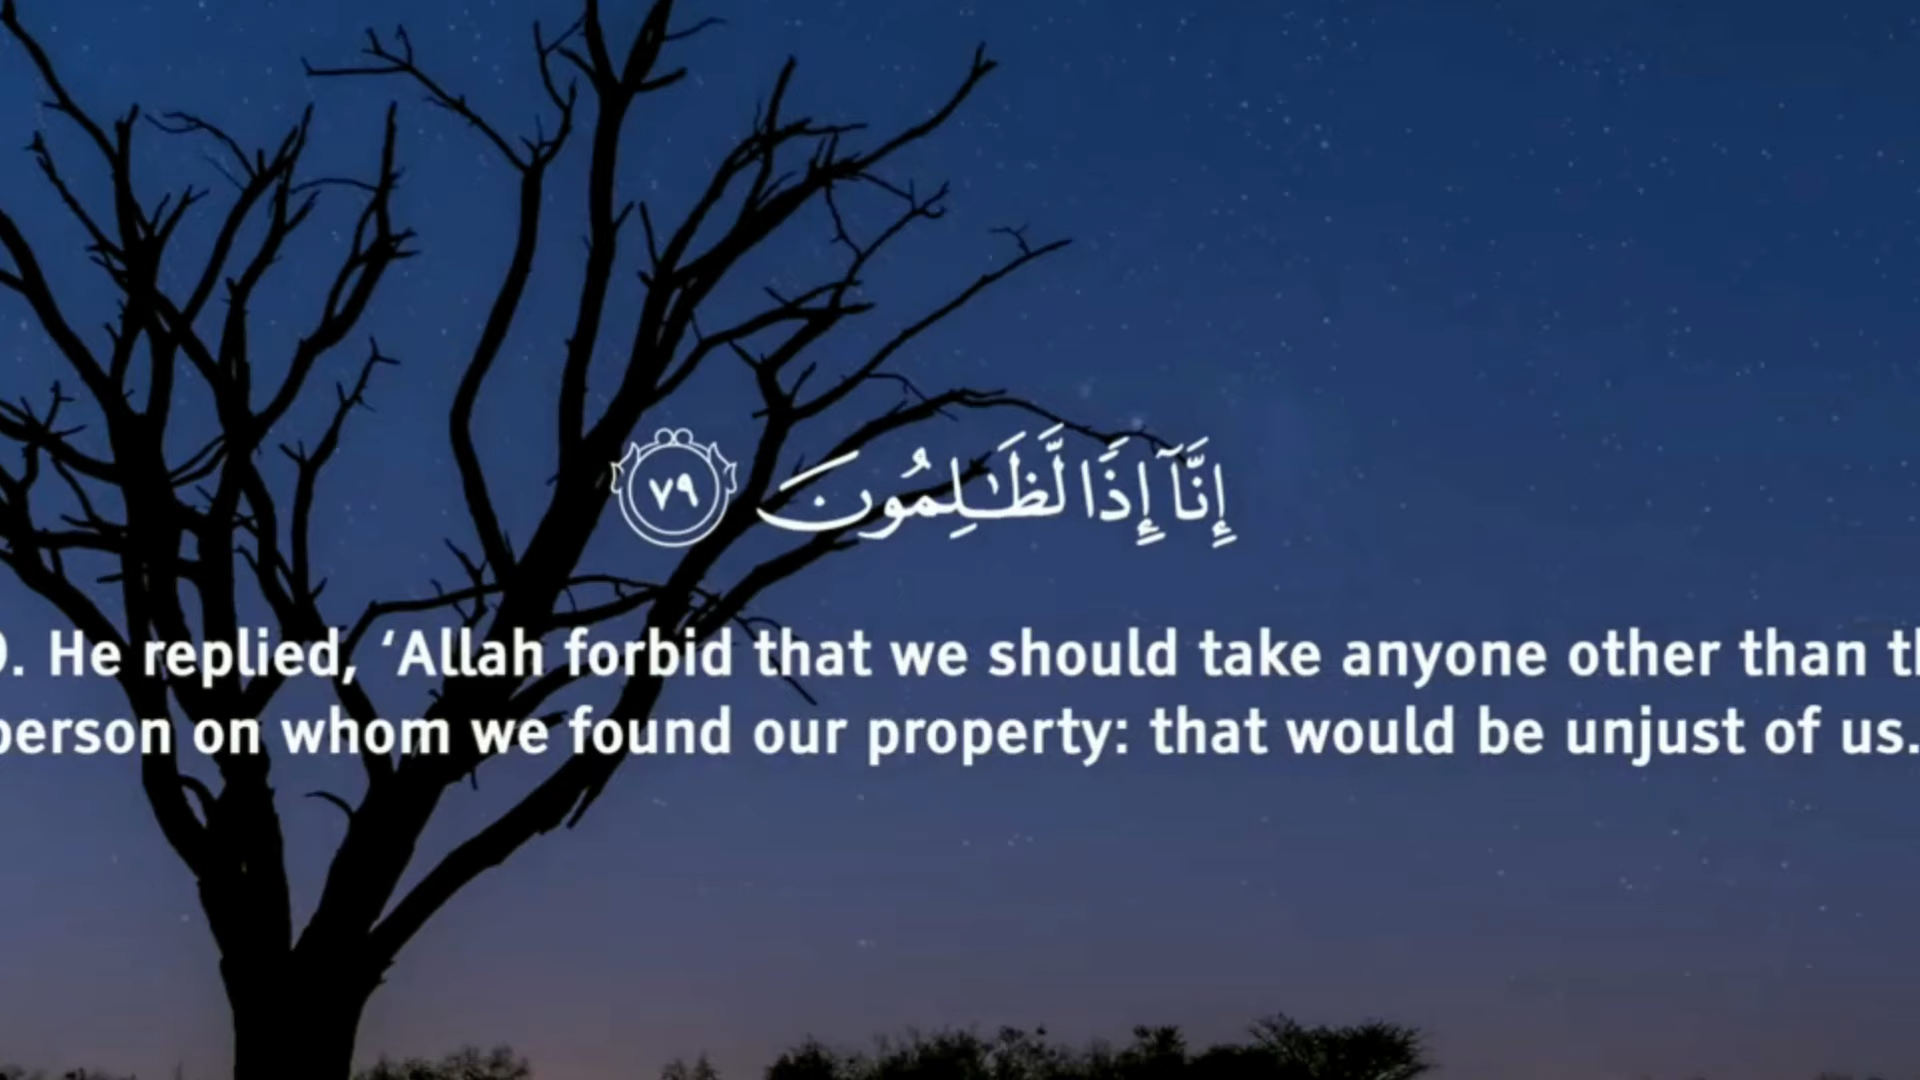 إِنَّآ إِذًا لَّظَٰلِمُونَ ٧٩
. He replied, ‘Allah forbid that we should take anyone other than
person on whom we found our property: that would be unjust of us.